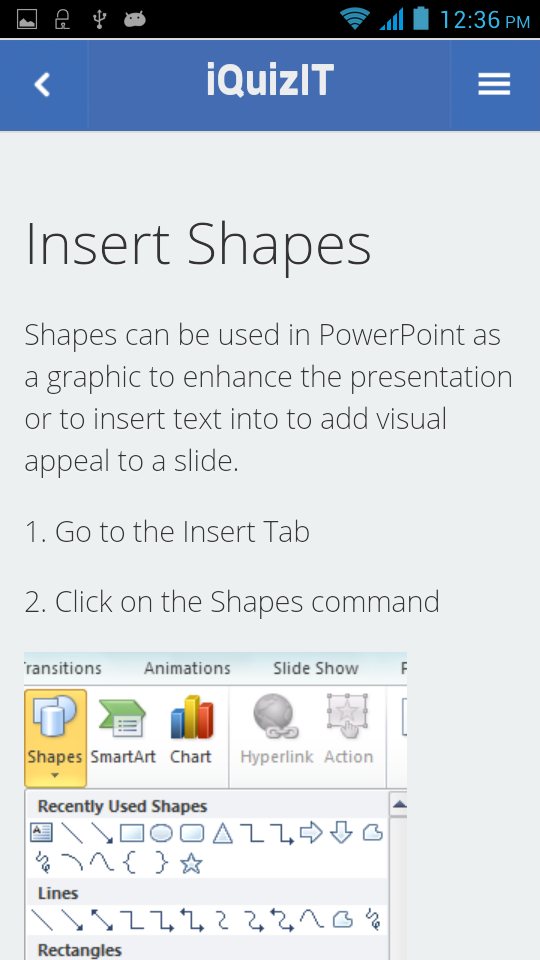 12:36 PM
iQuizIT
Insert Shapes
Shapes can be used in PowerPoint as
a graphic to enhance the presentation
or to insert text into to add visual
appeal to a slide.
1. Go to the Insert Tab
2. Click on the Shapes command
ransitions Animations Slide Show
Shapes SmartArt Chart Hyperlink Action
Recently Used Shapes
Lines
Rectangles